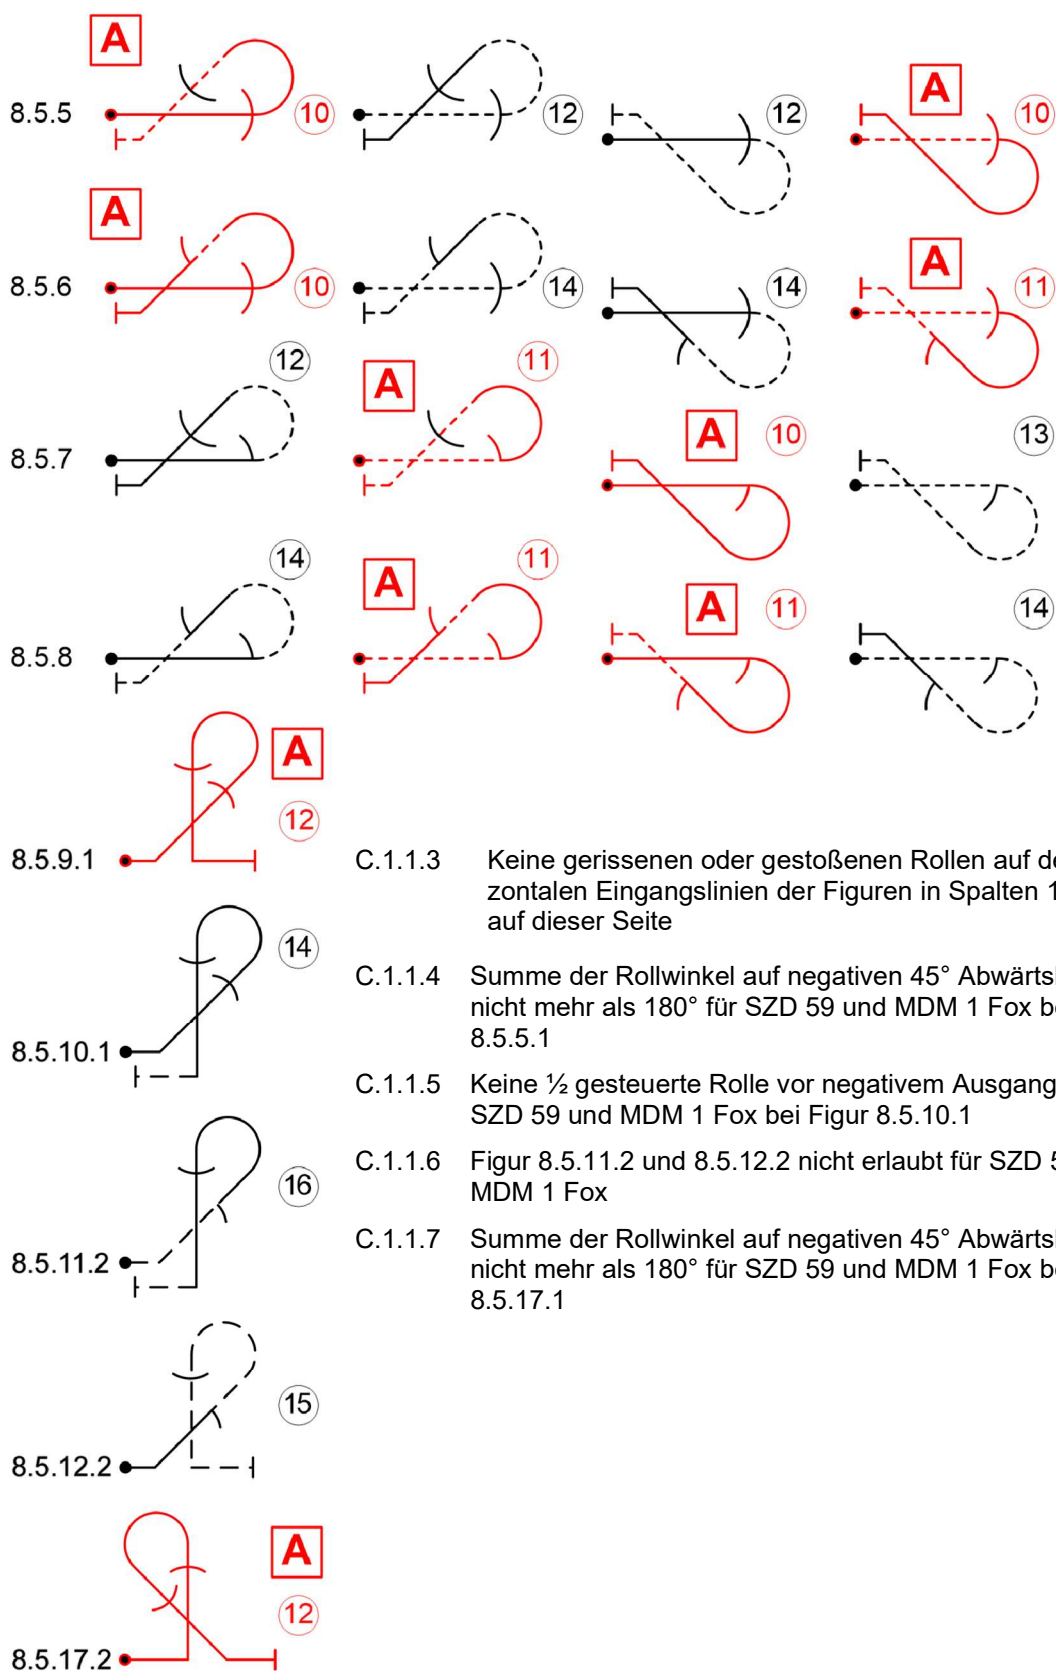 A
A
8.5.5
10
12
12
10
A
A
8.5.6
10
14
14
11
12
11
A
A
10
13
8.5.7
14
11
A
A
11
14
8.5.8
A
12
8.5.9.1
C.1.1.3 Keine gerissenen oder gestoßenen Rollen auf
zontalen Eingangslinien der Figuren in Spalten 1
auf dieser Seite
14
C.1.1.4 Summe der Rollwinkel auf negativen 45°
nicht mehr als 180° für SZD 59 und MDM 1 Fox
8.5.5.1
8.5.10.1
C.1.1.5 Keine ½ gesteuerte Rolle vor negativem Ausgang
SZD 59 und MDM 1 Fox bei Figur 8.5.10.1
16
C.1.1.6 Figur 8.5.11.2 und 8.5.12.2 nicht erlaubt für SZD
MDM 1 Fox
8.5.11.2
C.1.1.7 Summe der Rollwinkel auf negativen 45°
nicht mehr als 180° für SZD 59 und MDM 1 Fox
8.5.17.1
15
8.5.12.2
A
12
8.5.17.2